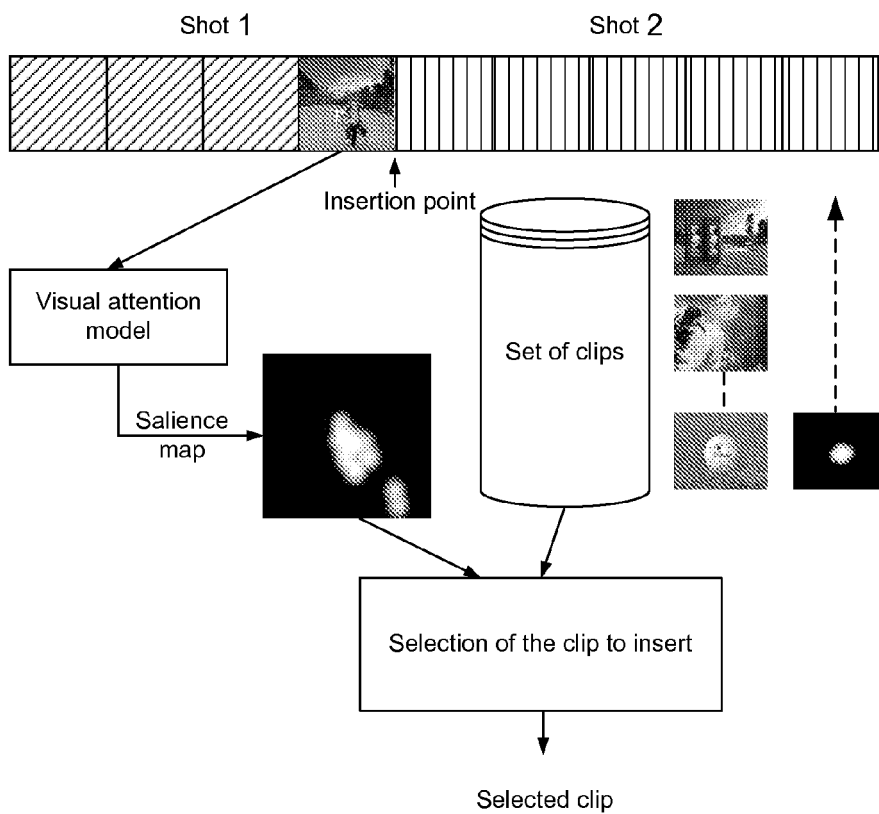 Shot 1
Shot 2
Insertion point
Visual attention
model
Set of clips
Salience
map
Selection of the clip to insert
Selected clip